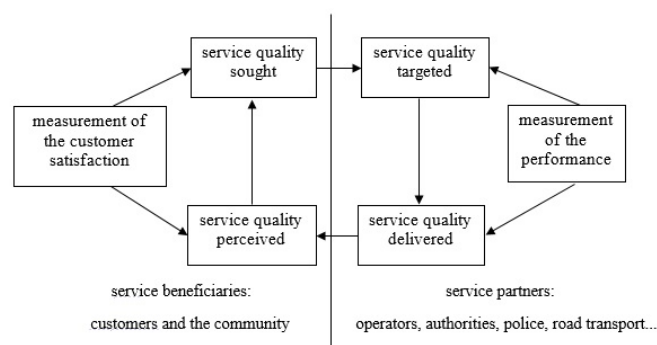 service quality
sought
service quality
targeted
measurement of
the customer
satisfaction
measurement
of the
performance
service quality
perceived
service quality
delivered
service beneficiaries:
customers and the community
service partners:
operators, authorities, police, road transport...